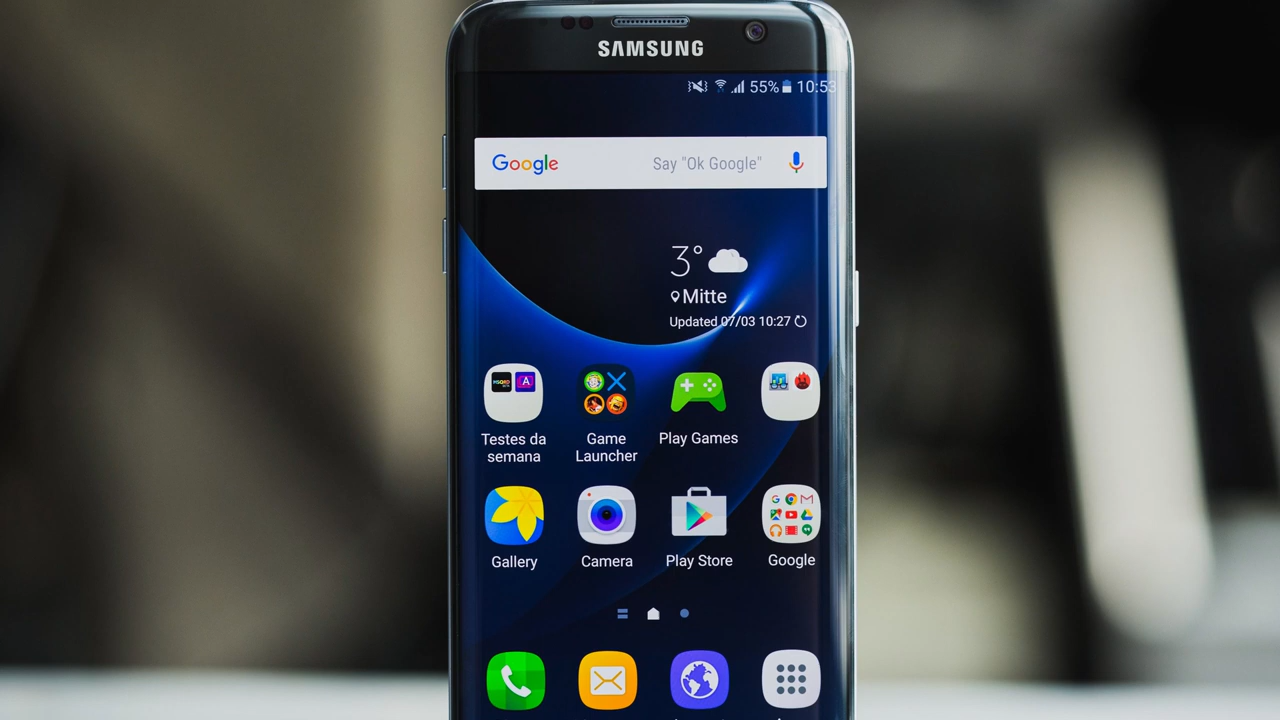 SAMSUNG
55% 10:53
Google Say "Ok Google"
3°
Mitte
Updated 07/03 10:27
MSQRD A
Testes da
semana
Game
Launcher
Play Games
Gallery
Camera
Play Store
Google